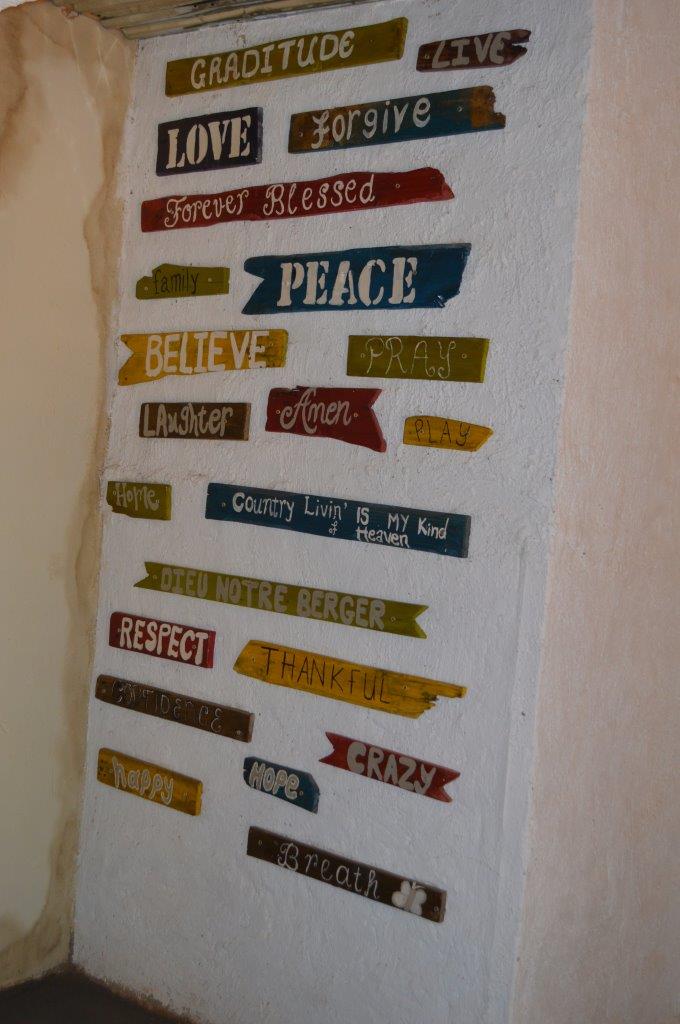 GRADITUDE
LIVE
LOVE
forgive
Forever Blessed
family
PEACE
BELIEVE
PRAY
LAughter
Amen
PLAY
Home
Country Livin' IS MY Kind
of
Heaven
DIEU NOTRE BERGER
RESPECT
THANKFUL
CONFIDENCE
CRAZY
happy
HOPe
Breath